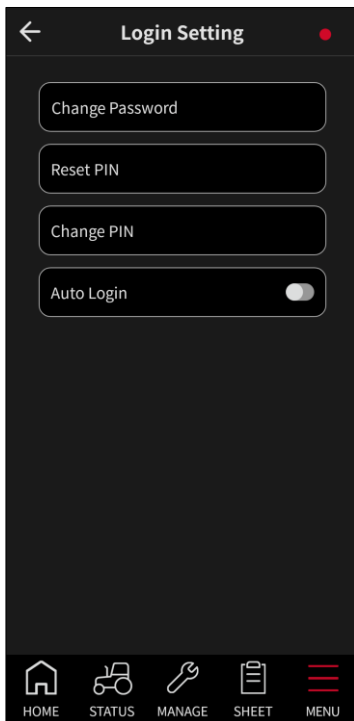 Login Setting
Change Password
Reset PIN
Change PIN
Auto Login
HOME STATUS MANAGE SHEET MENU